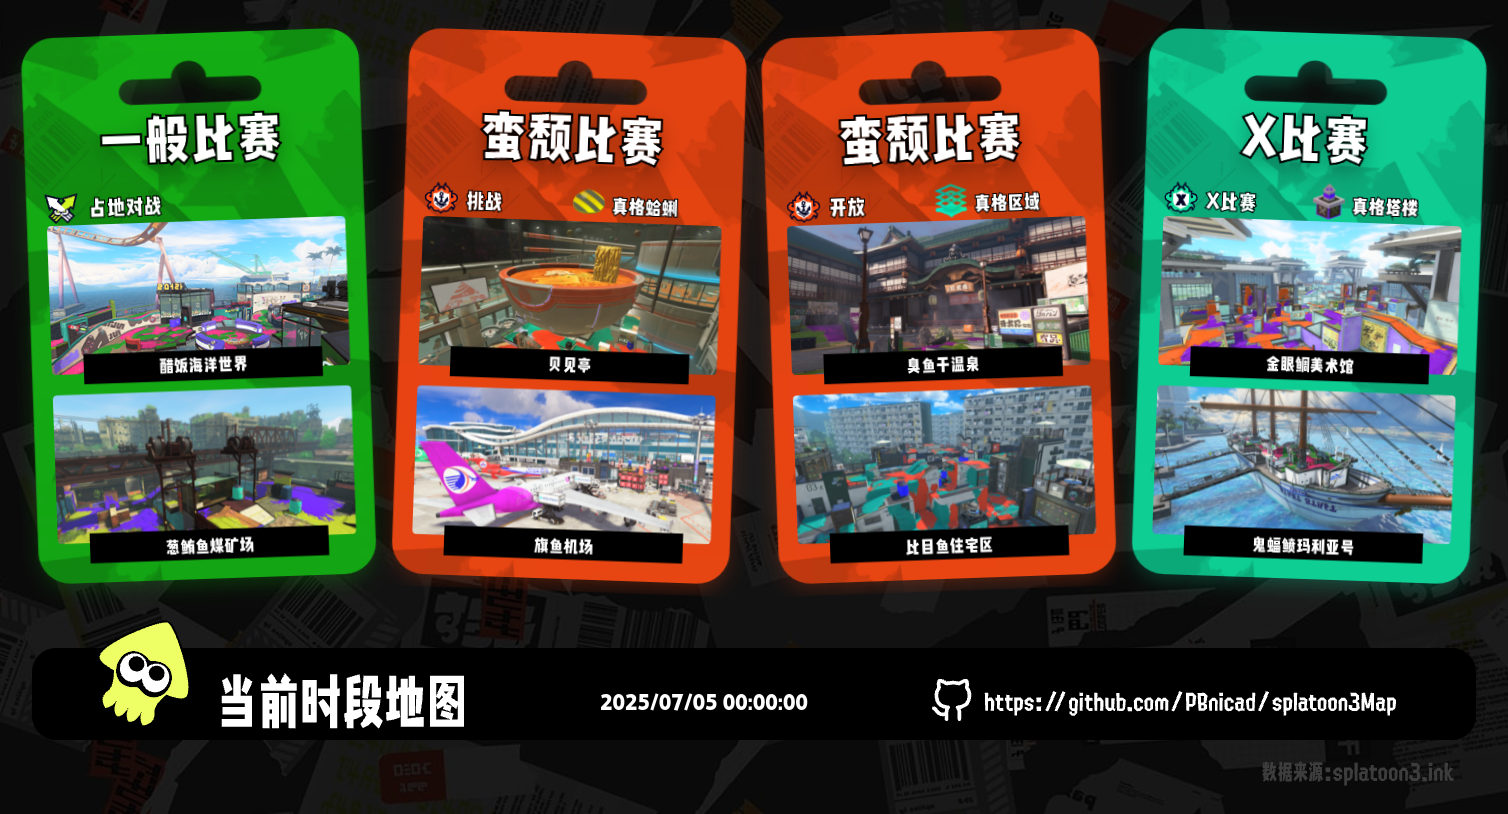 一般比赛
占地对战
醋饭海洋世界
葱鲔鱼煤矿场
蛮颓比赛
挑战
真格蛤蜊
贝见亭
旗鱼机场
蛮颓比赛
开放
真格区域
臭鱼干温泉
比目鱼住宅区
X比赛
X比赛
真格塔楼
金眼鲷美术馆
鬼蝠鲼玛利亚号
当前时段地图
2025/07/05 00:00:00
https://github.com/PBnicad/splatoon3Map
数据来源:splatoon3.ink